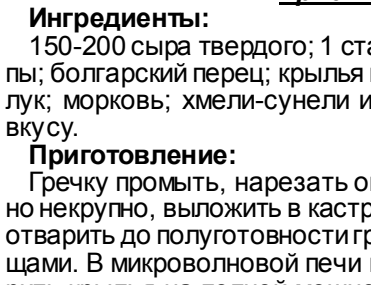 Ингредиенты:
150-200 сыра твердого; 1 ста
пы; болгарский перец; крылья
лук; морковь; хмели-сунели и
вкусу.
Приготовление:
Гречку промыть, нарезать о
но некрупно, выложить в кастр
отварить до полуготовности гр
щами. В микроволновой печи